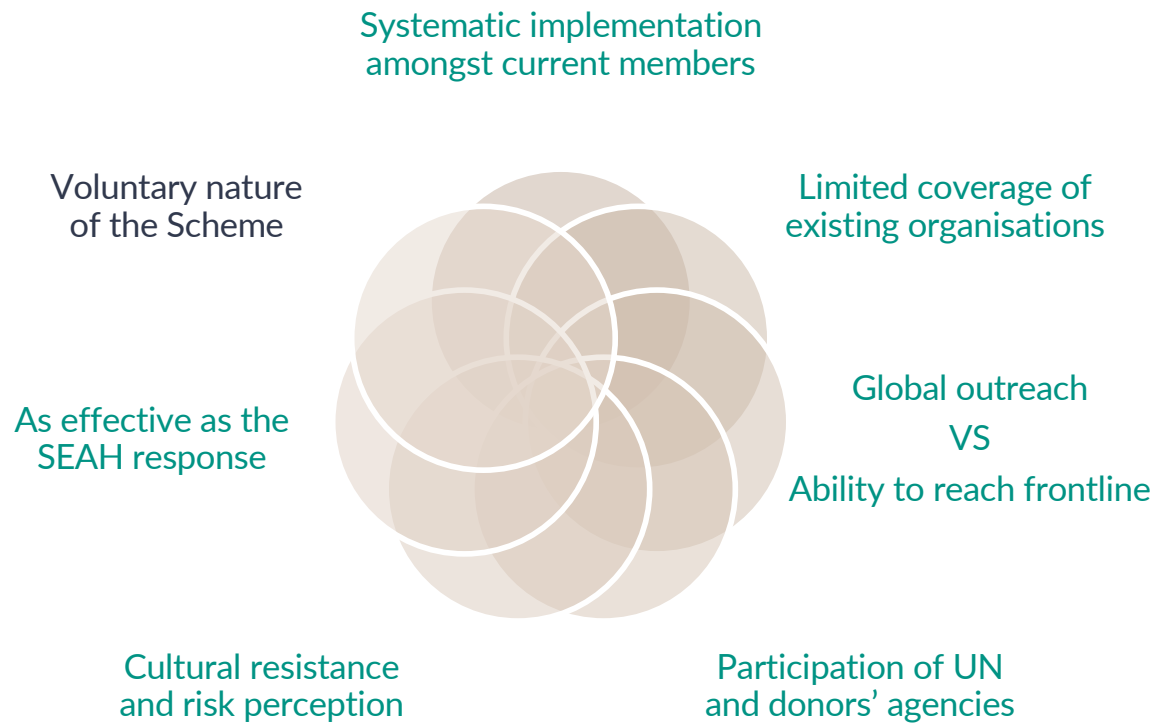 Systematic implementation
amongst current members
Voluntary nature
of the Scheme
Limited coverage of
existing organisations
Global outreach
VS
Ability to reach frontline
As effective as the
SEAH response
Cultural resistance
and risk perception
Participation of UN
and donors’ agencies